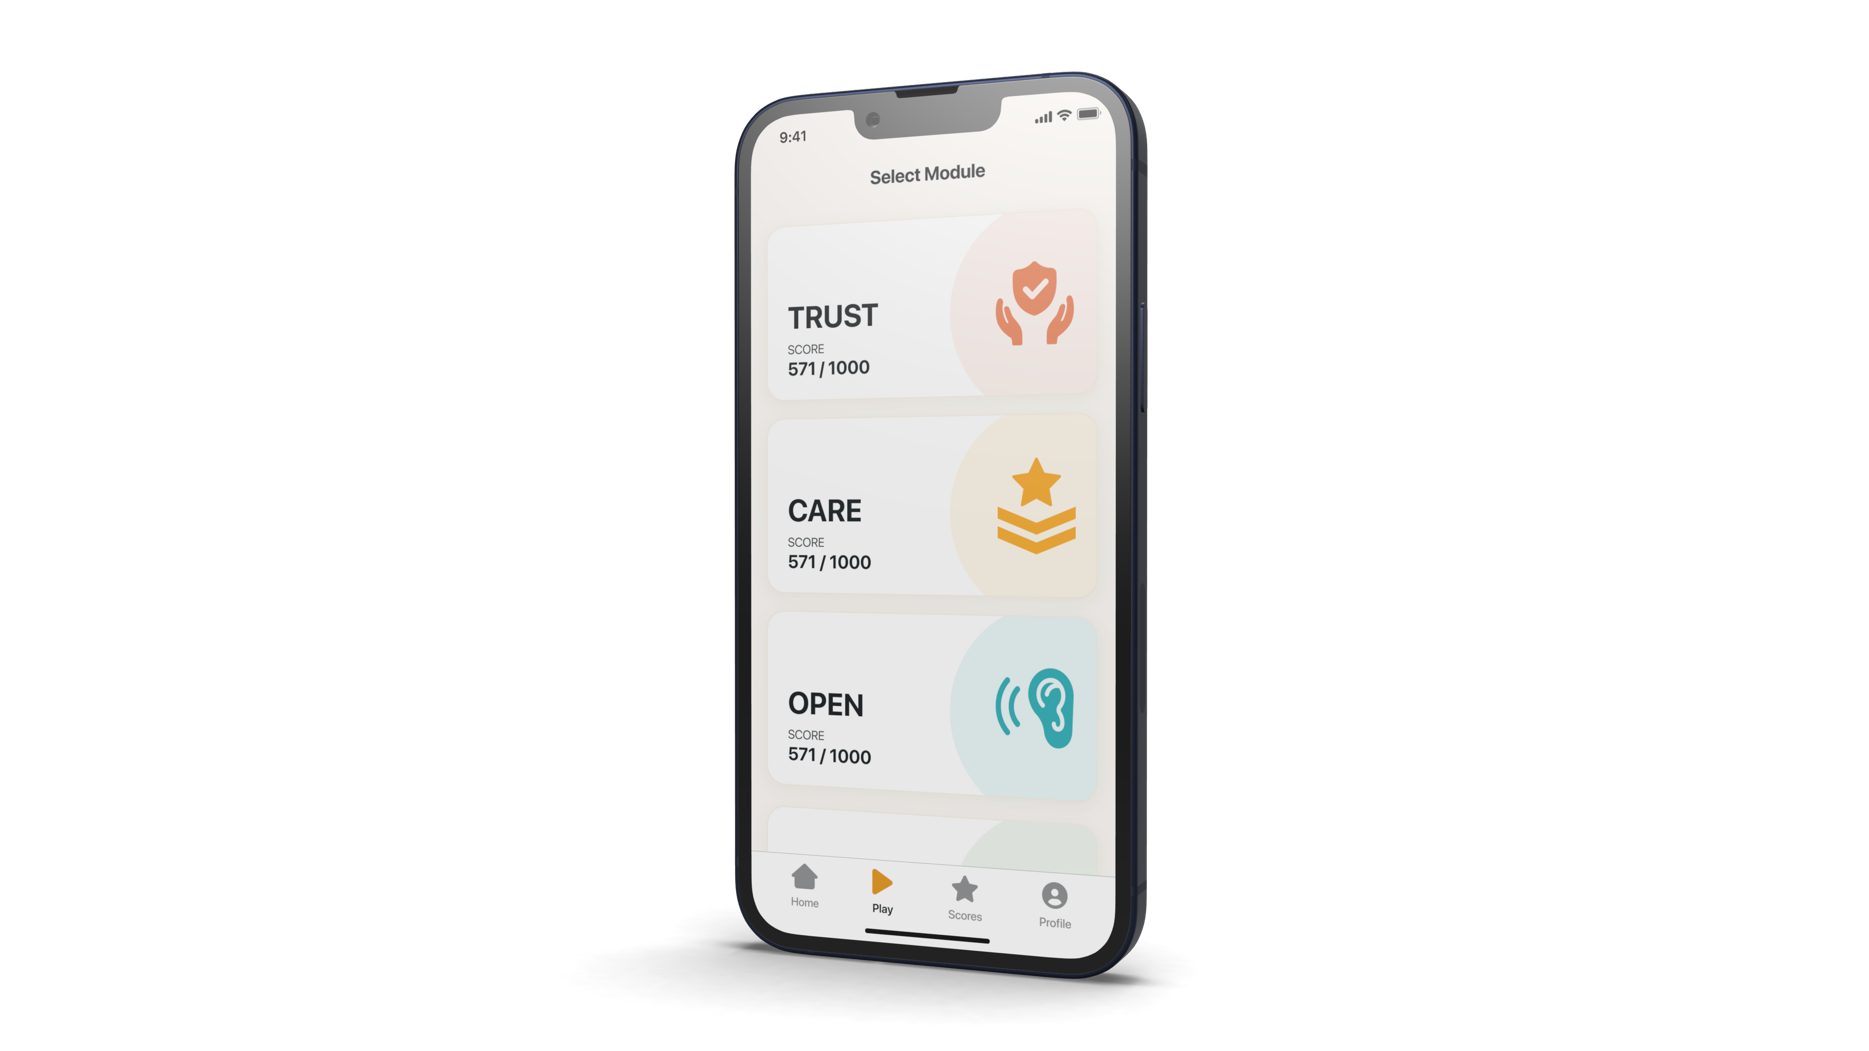 9:41
Select Module
TRUST
SCORE
571 / 1000
CARE
SCORE
571 / 1000
OPEN
SCORE
571 / 1000
Home
Play
Scores
Profile